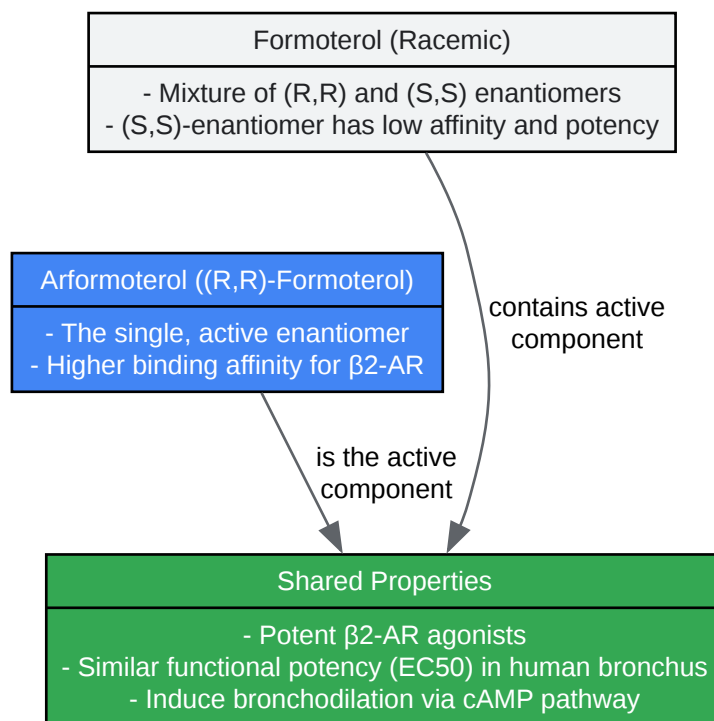 Formoterol (Racemic)
- Mixture of (R,R) and (S,S) enantiomers
- (S,S)-enantiomer has low affinity and potency
Arformoterol ((R,R)-Formoterol)
- The single, active enantiomer
- Higher binding affinity for β2-AR
contains active
component
is the active
component
Shared Properties
- Potent β2-AR agonists
- Similar functional potency (EC50) in human bronchus
- Induce bronchodilation via cAMP pathway